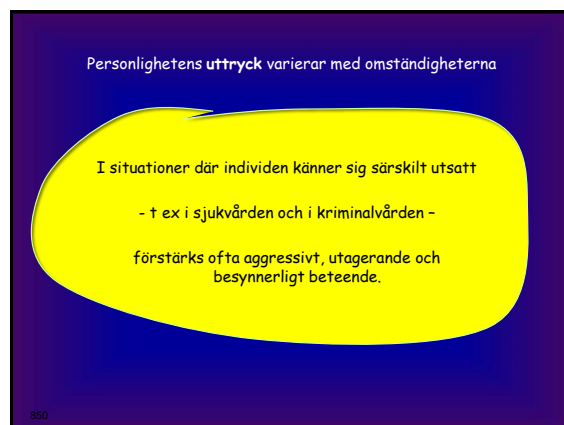 Personlighetens uttryck varierar med omständigheterna
I situationer där individen känner sig särskilt utsatt
- t ex i sjukvården och i kriminalvården –
förstärks ofta aggressivt, utagerande och
besynnerligt beteende.
850